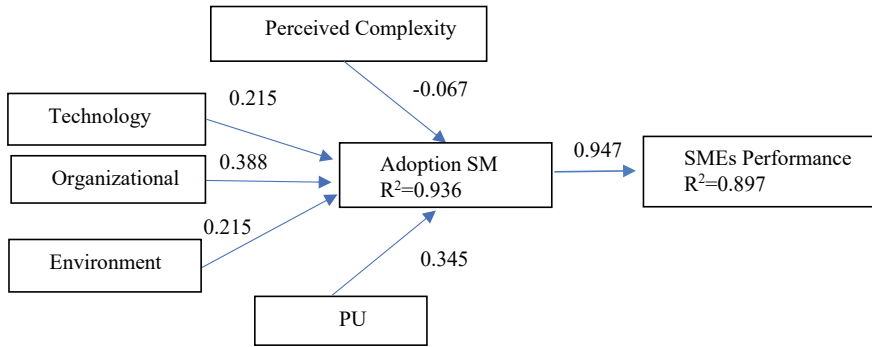 Perceived Complexity
-0.067
Technology
0.215
Organizational
0.388
Environment
0.215
Adoption SM
R²=0.936
0.947
SMEs Performance
R²=0.897
0.345
PU